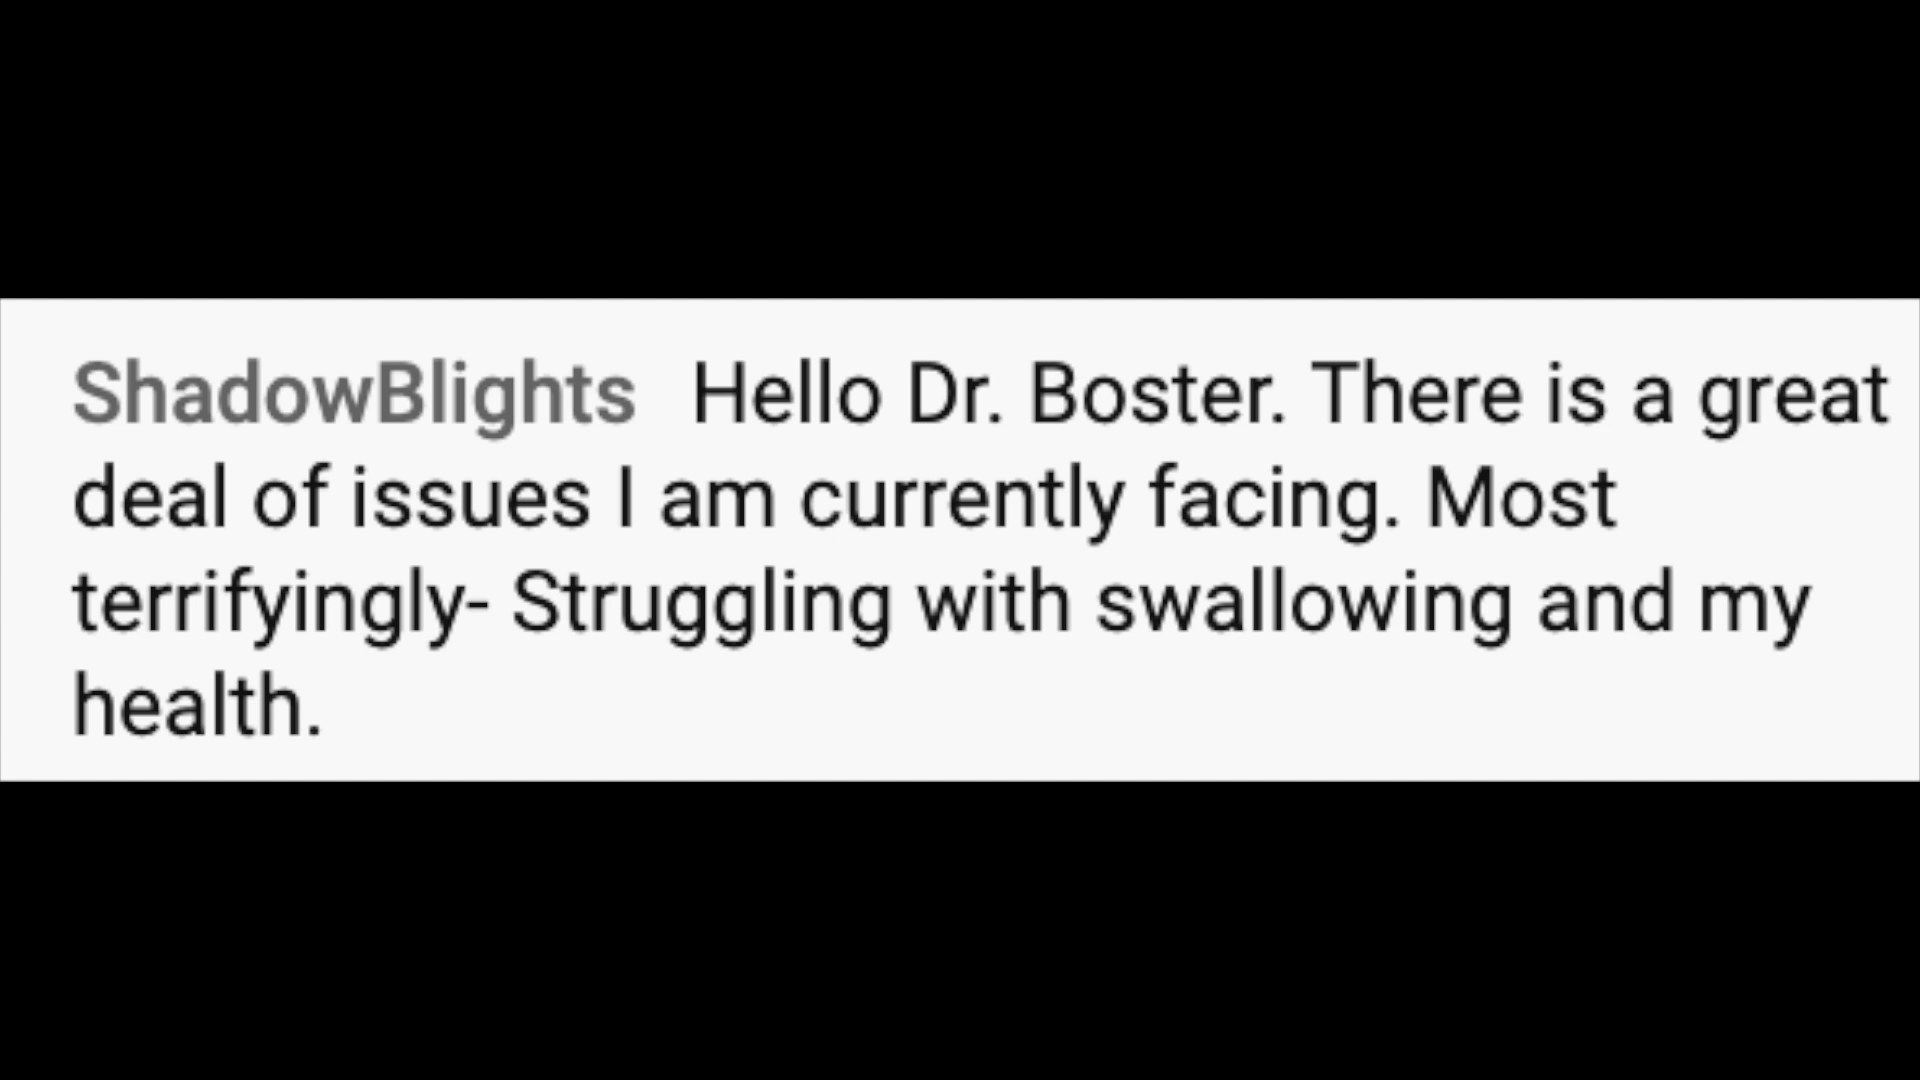 ShadowBlights Hello Dr. Boster. There is a great
deal of issues I am currently facing. Most
terrifyingly- Struggling with swallowing and my
health.